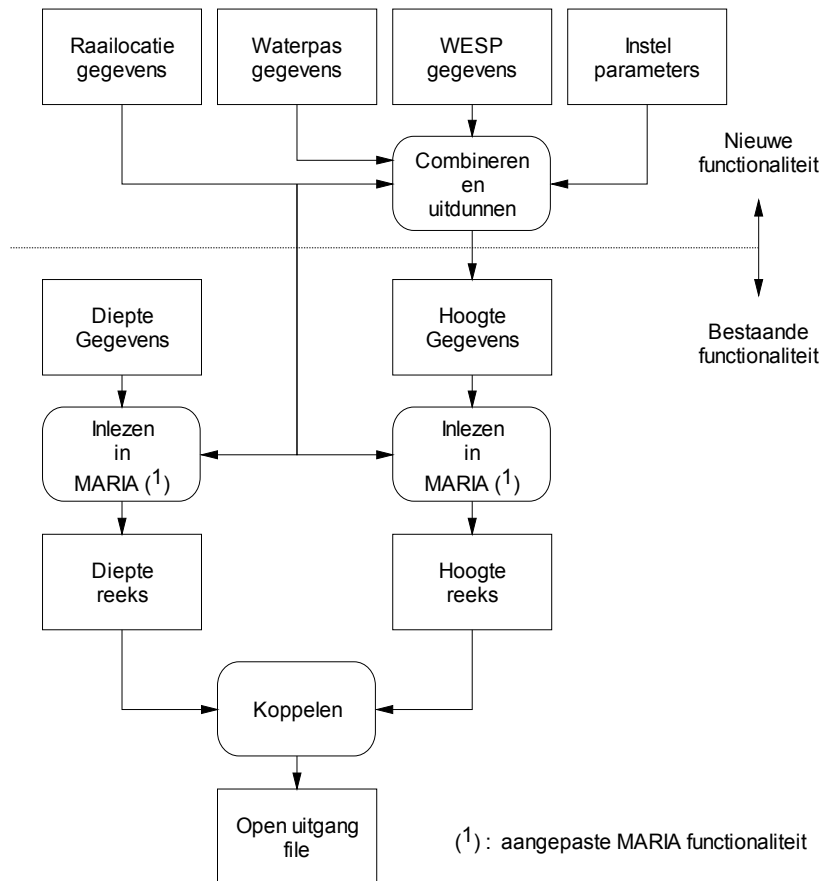 Raailocatie
gegevens
Waterpas
gegevens
WESP
gegevens
Instel
parameters
Combineren
en
uitdunnen
Nieuwe
functionaliteit
Diepte
Gegevens
Hoogte
Gegevens
Bestaande
functionaliteit
Inlezen
in
MARIA (1)
Inlezen
in
MARIA (1)
Diepte
reeks
Hoogte
reeks
Koppelen
Open uitgang
file
(1) : aangepaste MARIA functionaliteit